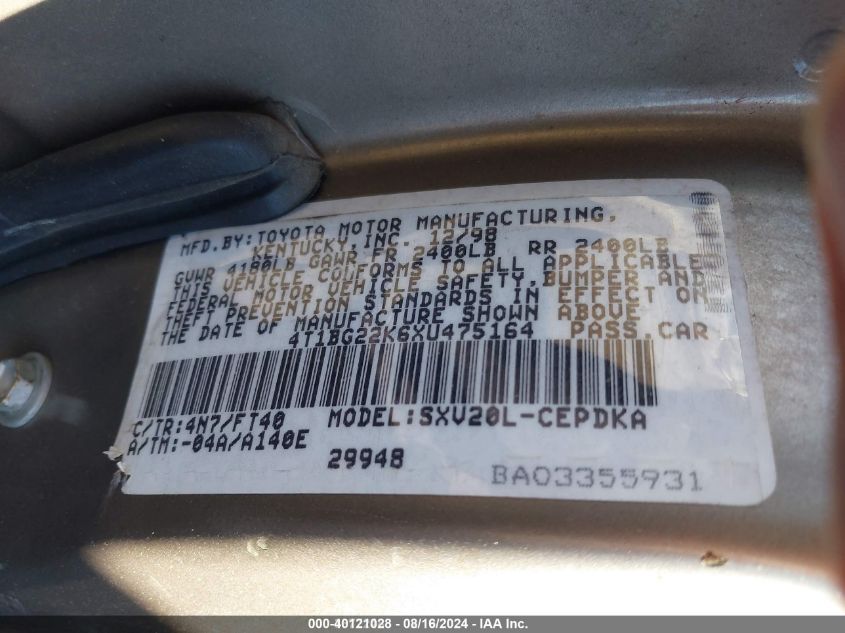 MFD.BY:TOYOTA MOTOR MANUFACTURING,
KENTUCKY,INC. 12/98
GVWR 4180LB GAWR FR 2400LB RR 2400LB
THIS VEHICLE CONFORMS TO ALL APPLICABLE
FEDERAL MOTOR VEHICLE SAFETY,BUMPER,AND
THEFT PREVENTION STANDARDS IN EFFECT ON
THE DATE OF MANUFACTURE SHOWN ABOVE
4T1BG22K6XU475164 PASS.CAR
C/TR:4N7/FT40 MODEL:SXV20L-CEPDKA
A/TM:-04A/A140E
29948
BA03355931
000-40121028 - 08/16/2024 - IAA Inc.